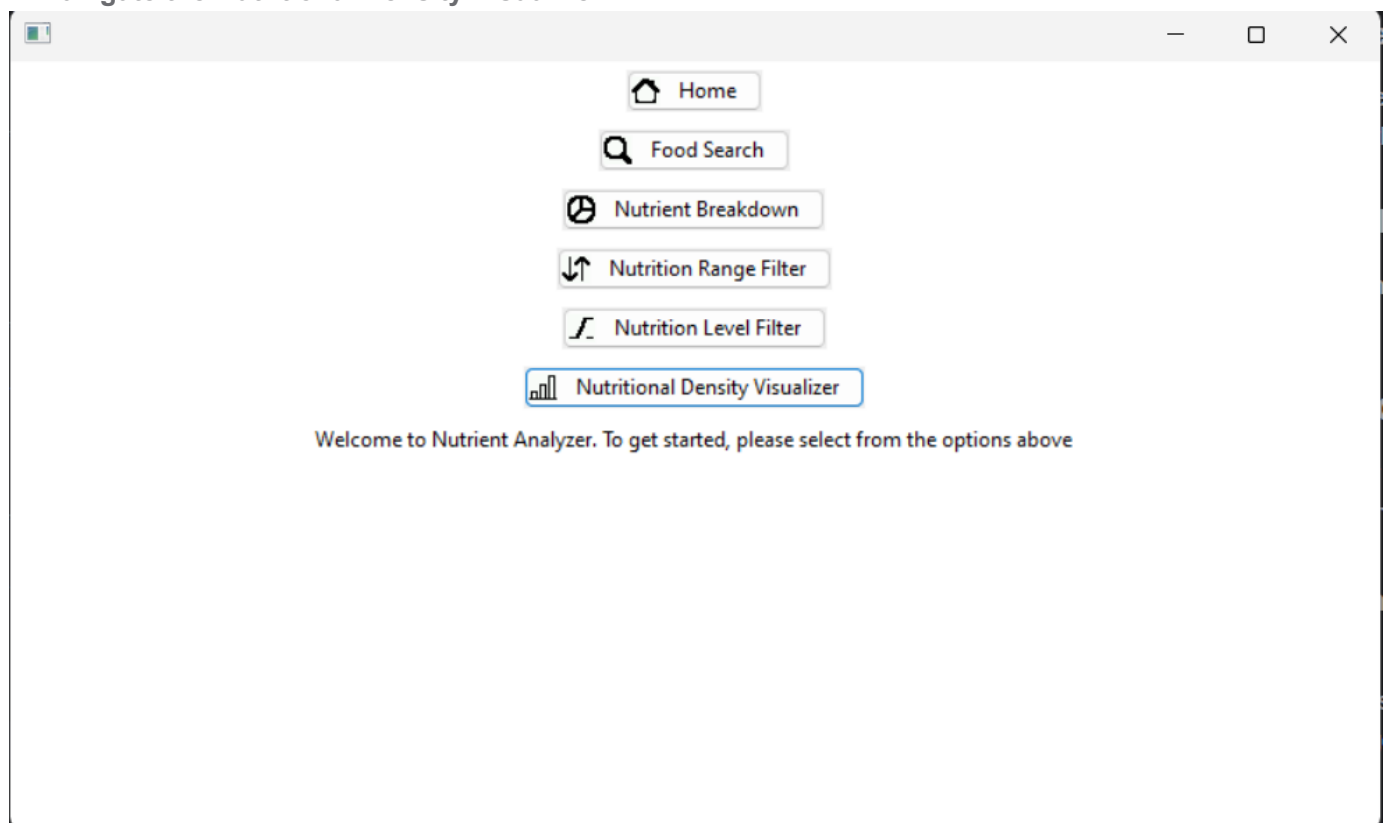 Home
Food Search
Nutrient Breakdown
Nutrition Range Filter
Nutrition Level Filter
Nutritional Density Visualizer
Welcome to Nutrient Analyzer. To get started, please select from the options above